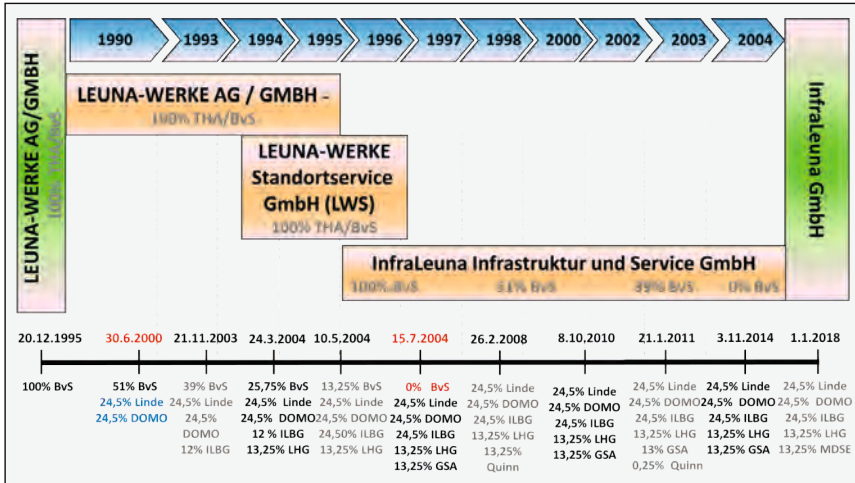 1990 1993 1994 1995 1996 1997 1998 2000 2002 2003 2004
LEUNA-WERKE AG/GMBH
100% THA/BvS
LEUNA-WERKE AG / GMBH -
100% THA/BvS
LEUNA-WERKE
Standortservice
GmbH (LWS)
100% THA/BvS
InfraLeuna Infrastruktur und Service GmbH
100% BvS 51% BvS 39% BvS 0% BvS
InfraLeuna GmbH
20.12.1995 30.6.2000 21.11.2003 24.3.2004 10.5.2004 15.7.2004 26.2.2008 8.10.2010 21.1.2011 3.11.2014 1.1.2018
100% BvS
51% BvS
24,5% Linde
24,5% DOMO
39% BvS
24,5% Linde
24,5%
DOMO
12% ILBG
25,75% BvS
24,5% Linde
24,5% DOMO
12 % ILBG
13,25% LHG
13,25% BvS
24,5% Linde
24,5% DOMO
24,50% ILBG
13,25% LHG
0% BvS
24,5% Linde
24,5% DOMO
24,5% ILBG
13,25% LHG
13,25% GSA
24,5% Linde
24,5% DOMO
24,5% ILBG
13,25% LHG
13,25%
Quinn
24,5% Linde
24,5% DOMO
24,5% ILBG
13,25% LHG
13,25% GSA
24,5% Linde
24,5% DOMO
24,5% ILBG
13,25% LHG
13% GSA
0,25% Quinn
24,5% Linde
24,5% DOMO
24,5% ILBG
13,25% LHG
13,25% GSA
24,5% Linde
24,5% DOMO
24,5% ILBG
13,25% LHG
13,25% MDSE